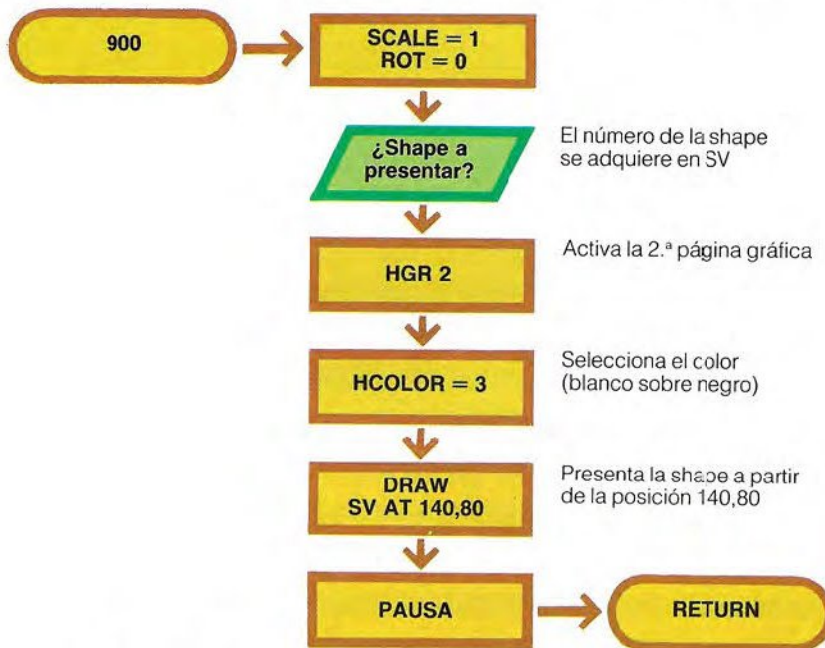 900
SCALE = 1
ROT = 0
¿Shape a
presentar?
El número de la shape
se adquiere en SV
HGR 2
Activa la 2.ª página gráfica
HCOLOR = 3
Selecciona el color
(blanco sobre negro)
DRAW
SV AT 140,80
Presenta la shape a partir
de la posición 140,80
PAUSA
RETURN